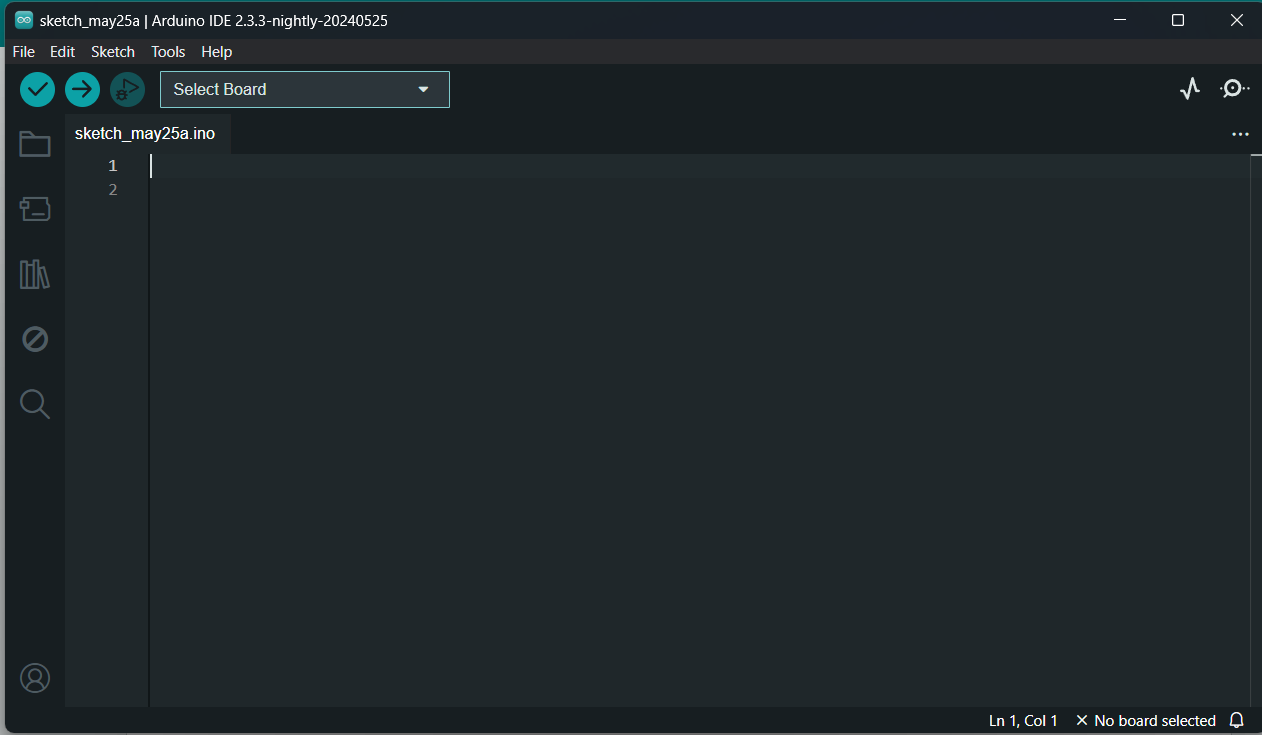 sketch_may25a | Arduino IDE 2.3.3-nightly-20240525
File Edit Sketch Tools Help
Select Board
sketch_may25a.ino
1
2
Ln 1, Col 1 No board selected